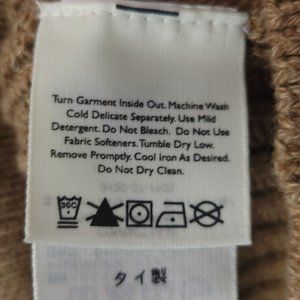 Turn Garment Inside Out. Machine Wash
Cold Delicate Separately. Use Mild
Detergent. Do Not Bleach. Do Not Use
Fabric Softeners. Tumble Dry Low.
Remove Promptly. Cool Iron As Desired.
Do Not Dry Clean.
30C
タイ製